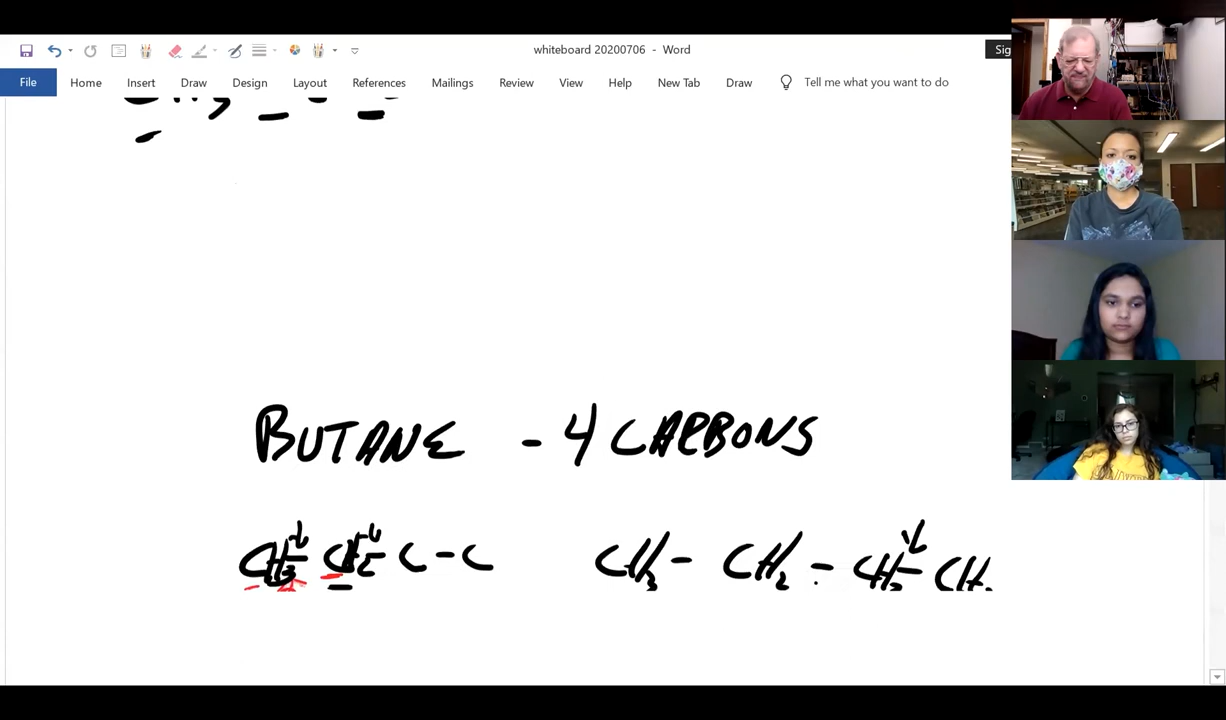 whiteboard 20200706 - Word
Sig
File Home Insert Draw Design Layout References Mailings Review View Help New Tab Draw Tell me what you want to do
BUTANE - 4 CARBONS
C - C CH3 - CH2 -